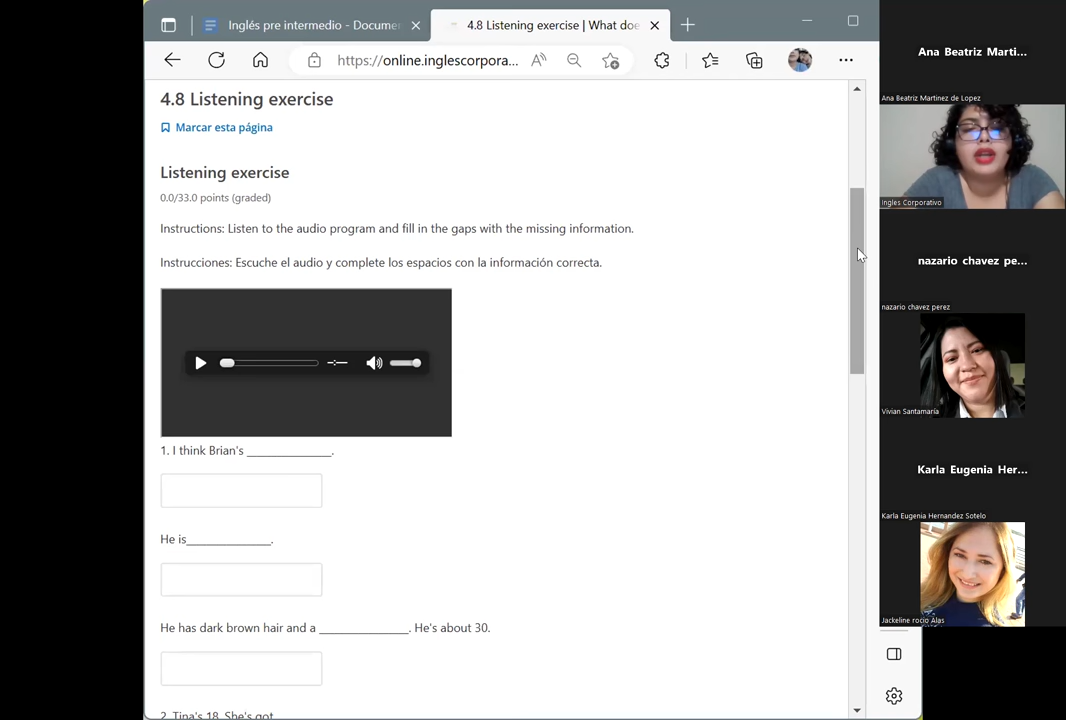 Inglés pre intermedio - Docume
4.8 Listening exercise | What doe
https://online.inglescorpora...
4.8 Listening exercise
Marcar esta página
Listening exercise
0.0/33.0 points (graded)
Instructions: Listen to the audio program and fill in the gaps with the missing information.
Instrucciones: Escuche el audio y complete los espacios con la información correcta.
1. I think Brian's ______________.
He is_____________.
He has dark brown hair and a ______________. He's about 30.
2. Tina's 18. She's got
Ana Beatriz Marti...
Ana Beatriz Martinez de Lopez
Ingles Corporativo
nazario chavez pe...
nazario chavez perez
Vivian Santamaría
Karla Eugenia Her...
Karla Eugenia Hernandez Sotelo
Jackeline rocio Alas